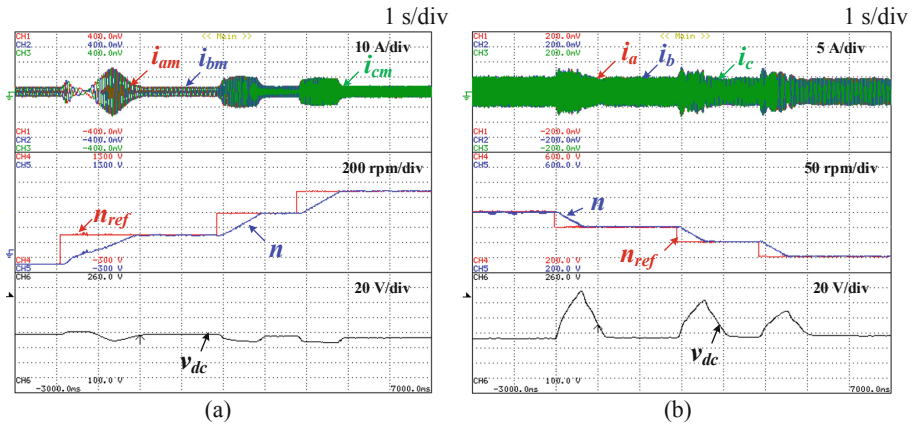 1 s/div
CH1 400.0mV
CH2 400.0mV
CH3 400.0mV
<< Main >>
10 A/div
i_am
i_bm
i_cm
CH1 -400.0mV
CH2 -400.0mV
CH3 -400.0mV
CH4 1300 V
CH5 1300 V
200 rpm/div
n_ref
n
CH4 -300 V
CH5 -300 V
CH6 260.0 V
20 V/div
v_dc
CH6 100.0 V
-3000.0ms
7000.0ms
(a)
1 s/div
CH1 200.0mV
CH2 200.0mV
CH3 200.0mV
<< Main >>
5 A/div
i_a
i_b
i_c
CH1 -200.0mV
CH2 -200.0mV
CH3 -200.0mV
CH4 600.0 V
CH5 600.0 V
50 rpm/div
n
n_ref
CH4 200.0 V
CH5 200.0 V
CH6 260.0 V
20 V/div
v_dc
CH6 100.0 V
-3000.0ms
7000.0ms
(b)